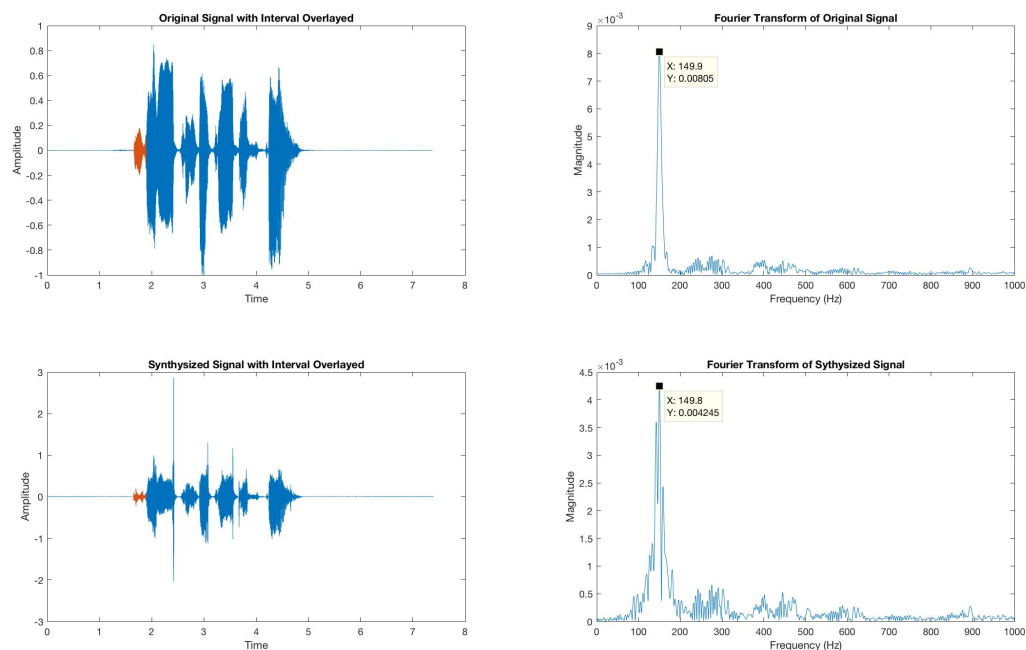 Original Signal with Interval Overlayed
1
0.8
0.6
0.4
0.2
0
-0.2
-0.4
-0.6
-0.8
-1
Amplitude
0 1 2 3 4 5 6 7 8
Time
Fourier Transform of Original Signal
×10-3
9
8
7
6
5
4
3
2
1
0
Magnitude
X: 149.9
Y: 0.00805
0 100 200 300 400 500 600 700 800 900 1000
Frequency (Hz)
Synthysized Signal with Interval Overlayed
3
2
1
0
-1
-2
-3
Amplitude
0 1 2 3 4 5 6 7 8
Time
Fourier Transform of Sythysized Signal
×10-3
4.5
4
3.5
3
2.5
2
1.5
1
0.5
0
Magnitude
X: 149.8
Y: 0.004245
0 100 200 300 400 500 600 700 800 900 1000
Frequency (Hz)